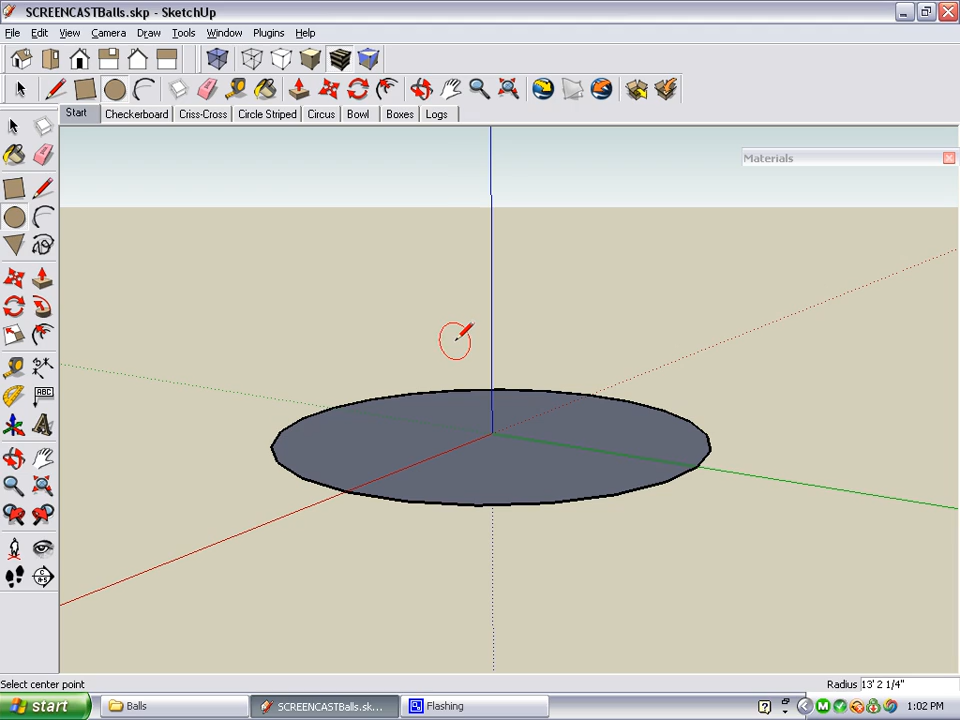 SCREENCASTBalls.skp - SketchUp
File Edit View Camera Draw Tools Window Plugins Help
Start Checkerboard Criss-Cross Circle Striped Circus Bowl Boxes Logs
Materials
ABC
Select center point
Radius 13' 2 1/4"
start Balls SCREENCASTBalls.sk... Flashing 1:02 PM